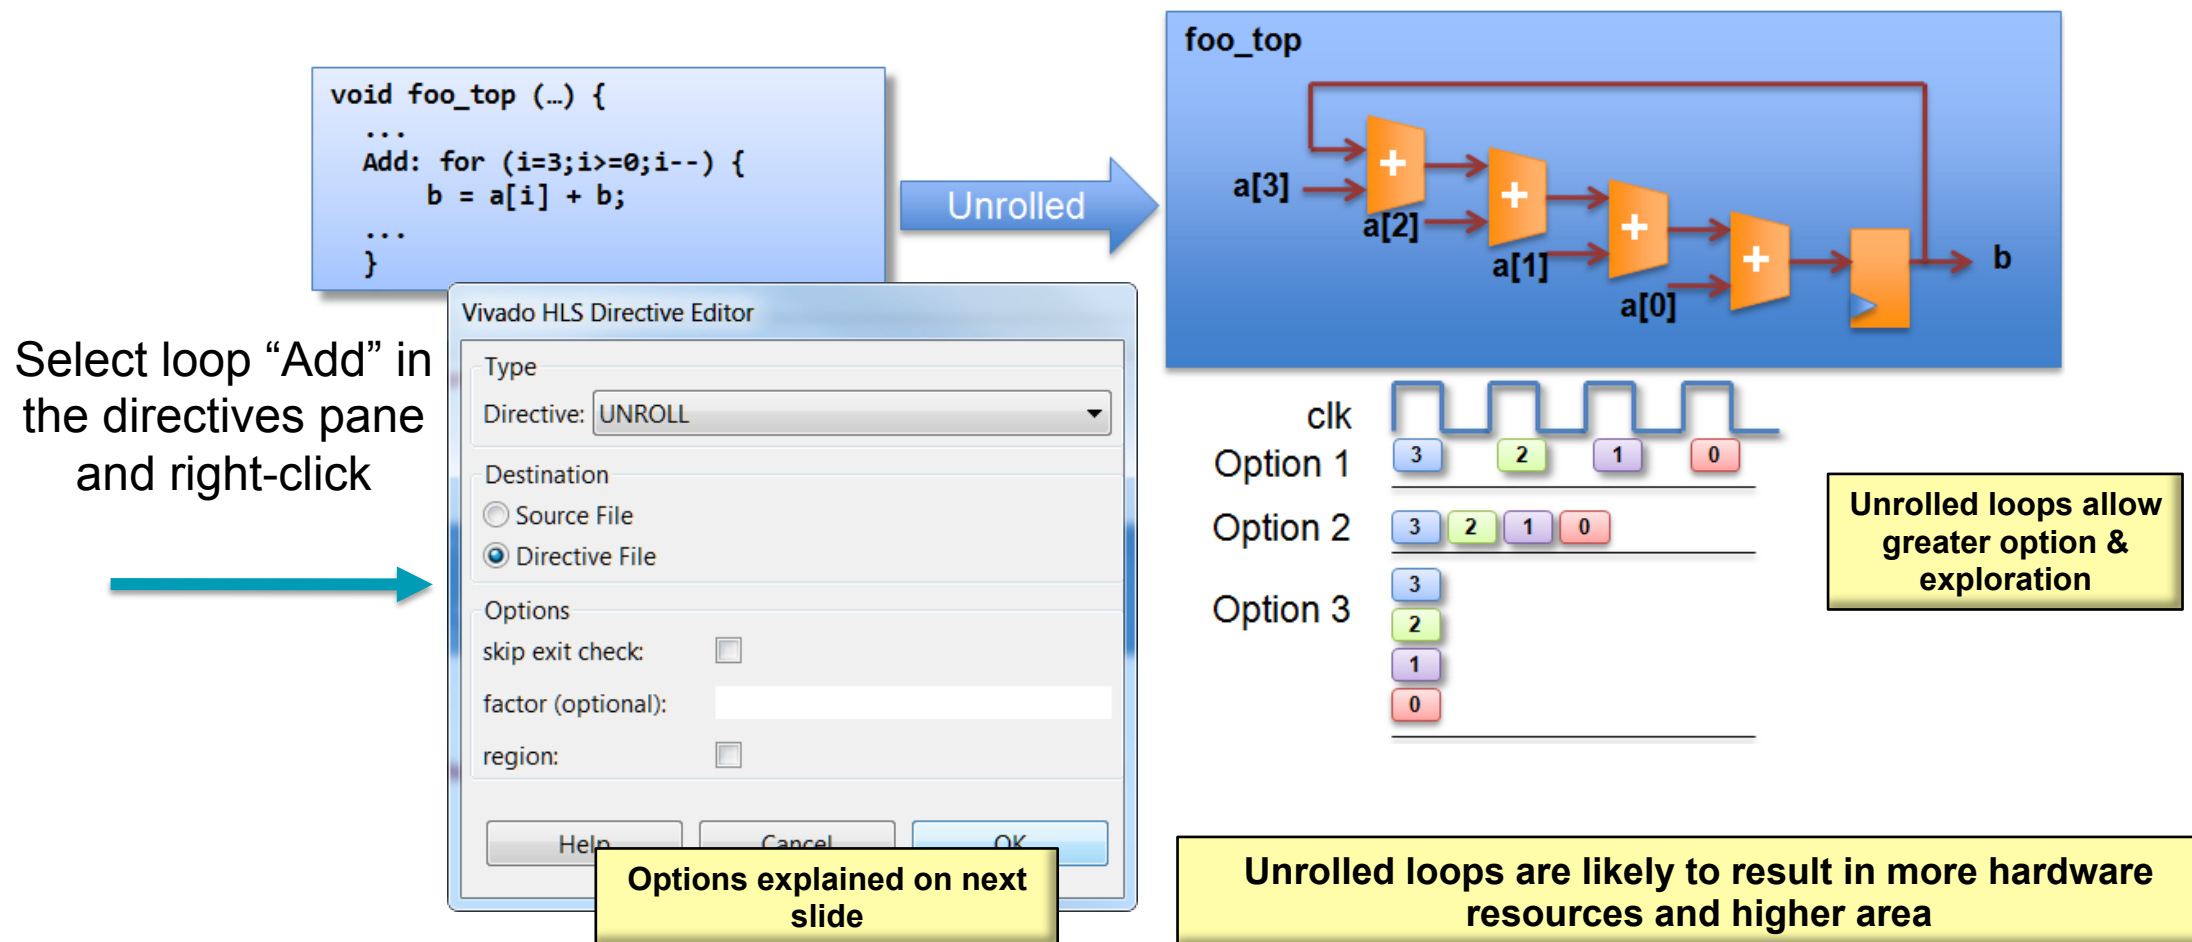 void foo_top (…) {
...
Add: for (i=3;i>=0;i--) {
b = a[i] + b;
...
}
Unrolled
foo_top
+
+
+
+
a[3]
a[2]
a[1]
a[0]
b
Select loop “Add” in
the directives pane
and right-click
Vivado HLS Directive Editor
Type
Directive: UNROLL
Destination
Source File
Directive File
Options
skip exit check:
factor (optional):
region:
Help
Cancel
OK
Options explained on next
slide
clk
Option 1
3 2 1 0
Option 2
3 2 1 0
Option 3
3
2
1
0
Unrolled loops allow
greater option &
exploration
Unrolled loops are likely to result in more hardware
resources and higher area